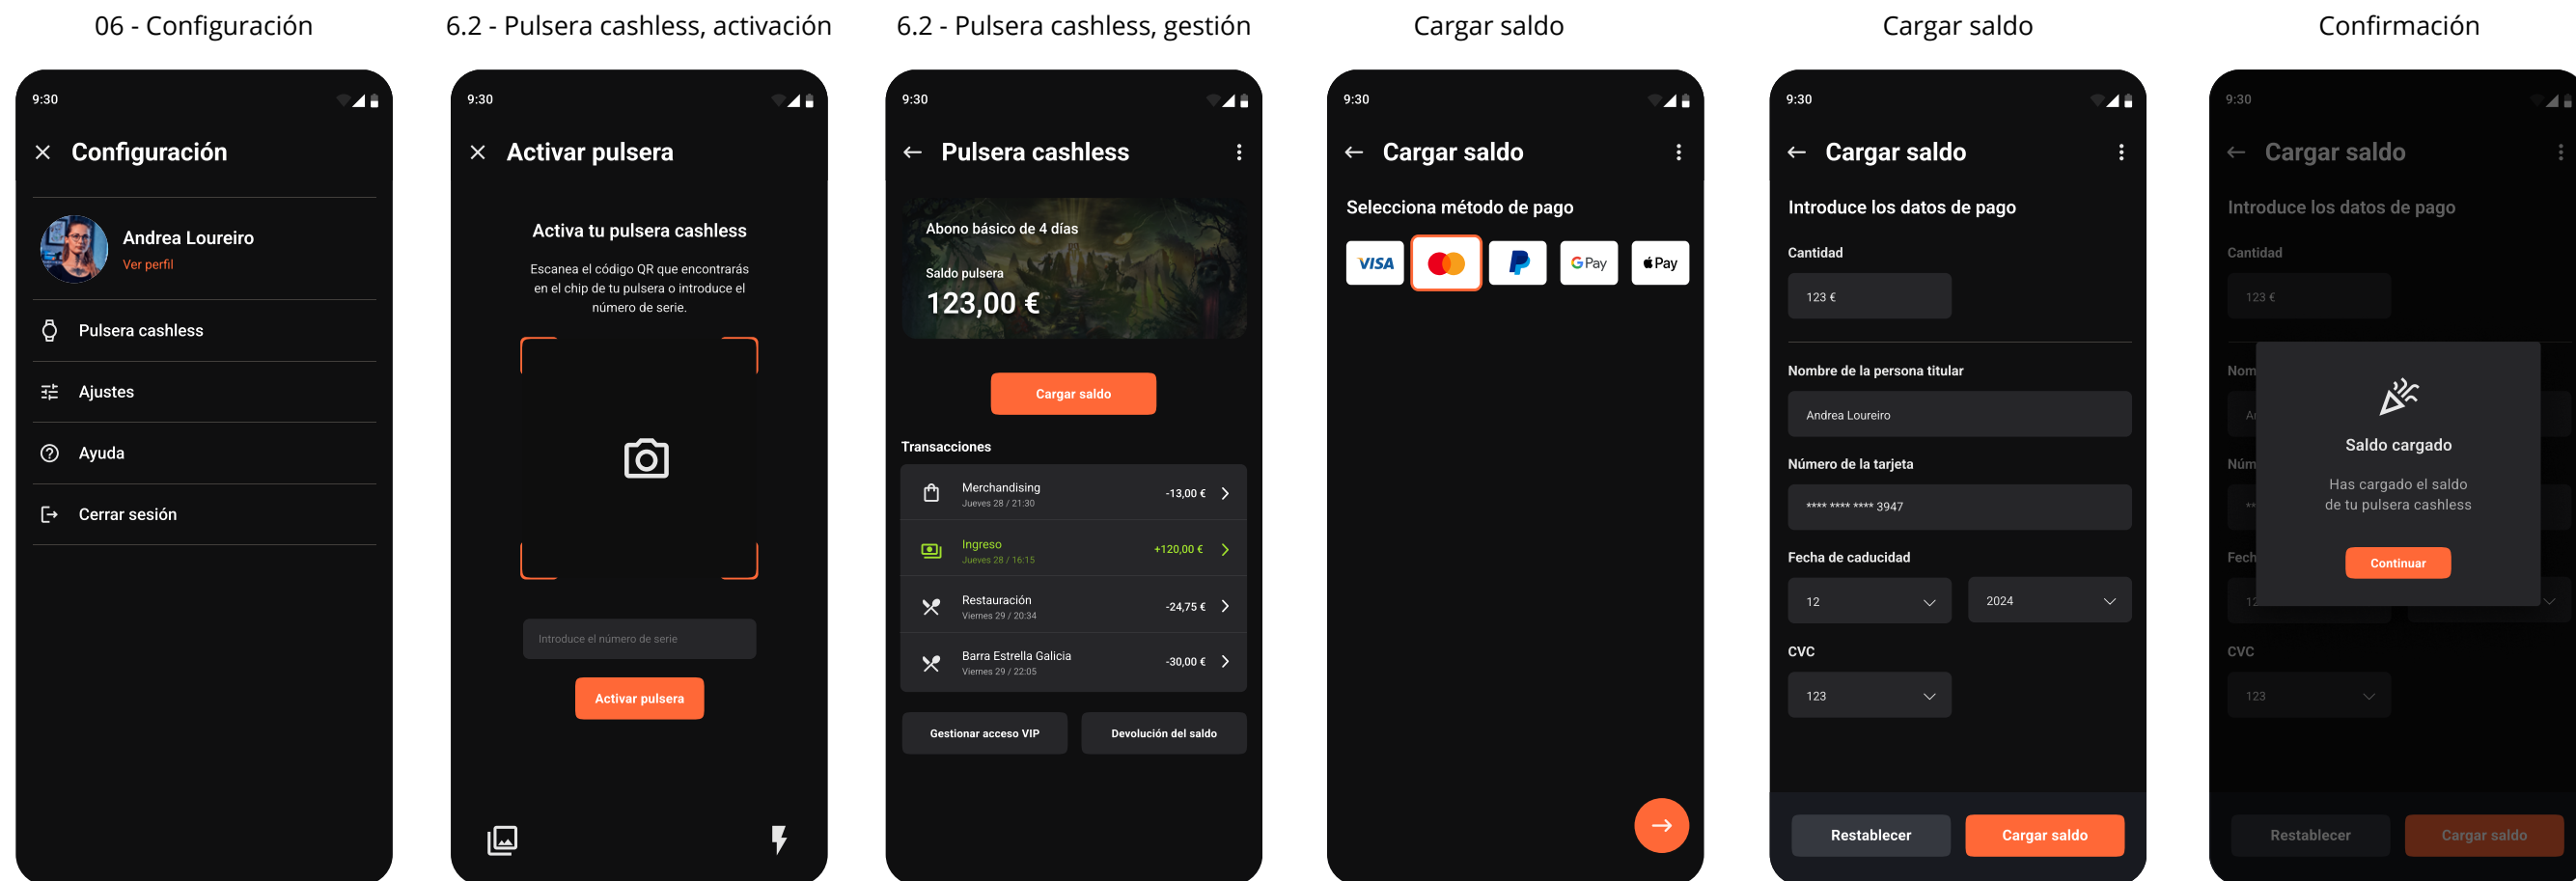 06 - Configuración
9:30
Configuración
Andrea Loureiro
Ver perfil
Pulsera cashless
Ajustes
Ayuda
Cerrar sesión
6.2 - Pulsera cashless, activación
9:30
Activar pulsera
Activa tu pulsera cashless
Escanea el código QR que encontrarás
en el chip de tu pulsera o introduce el
número de serie.
Introduce el número de serie
Activar pulsera
6.2 - Pulsera cashless, gestión
9:30
Pulsera cashless
Abono básico de 4 días
Saldo pulsera
123,00 €
Cargar saldo
Transacciones
Merchandising -13,00 €
Jueves 28 / 21:30
Ingreso +120,00 €
Jueves 28 / 16:15
Restauración -24,75 €
Viernes 29 / 20:34
Barra Estrella Galicia -30,00 €
Viernes 29 / 22:05
Gestionar acceso VIP Devolución del saldo
Cargar saldo
9:30
Cargar saldo
Selecciona método de pago
VISA G Pay Pay
Cargar saldo
9:30
Cargar saldo
Introduce los datos de pago
Cantidad
123 €
Nombre de la persona titular
Andrea Loureiro
Número de la tarjeta
**** **** **** 3947
Fecha de caducidad
12 2024
CVC
123
Restablecer Cargar saldo
Confirmación
9:30
Cargar saldo
Introduce los datos de pago
Cantidad
123 €
Nom
A
Saldo cargado
Núm
Has cargado el saldo
de tu pulsera cashless
**
Fech
Continuar
12
CVC
123
Restablecer Cargar saldo